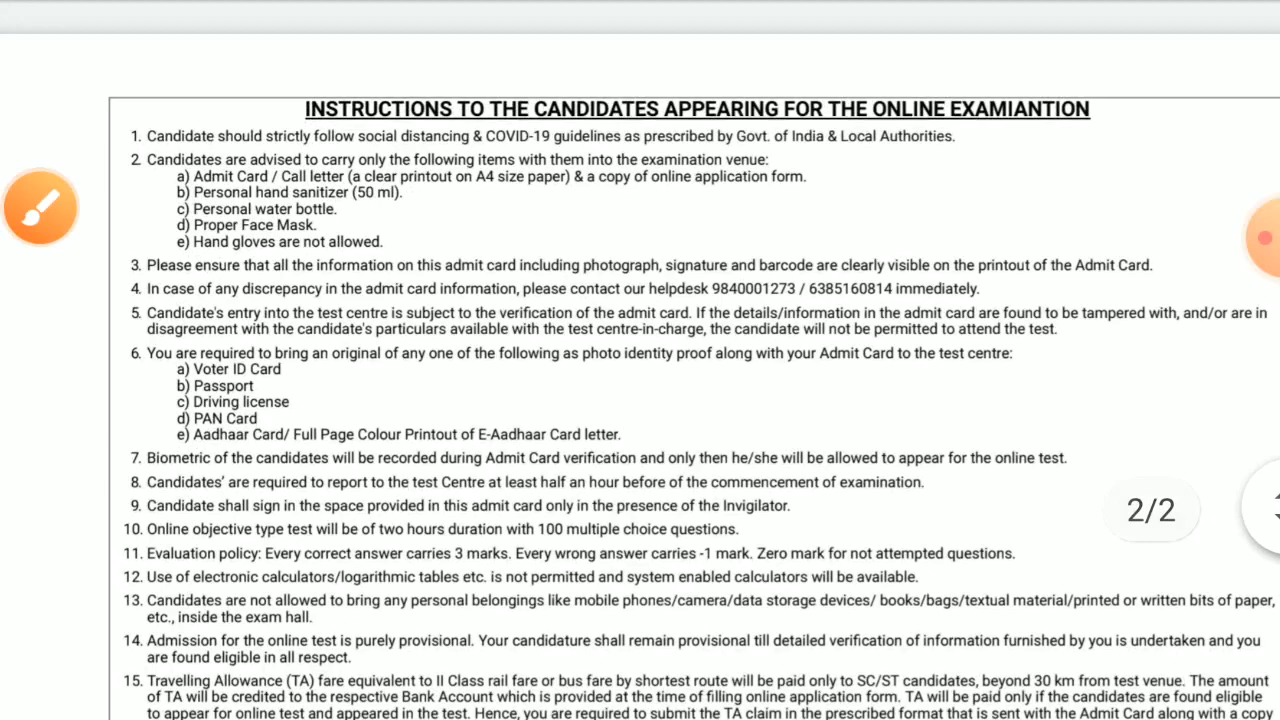 INSTRUCTIONS TO THE CANDIDATES APPEARING FOR THE ONLINE EXAMIANTION
1. Candidate should strictly follow social distancing & COVID-19 guidelines as prescribed by Govt. of India & Local Authorities.
2. Candidates are advised to carry only the following items with them into the examination venue:
a) Admit Card / Call letter (a clear printout on A4 size paper) & a copy of online application form.
b) Personal hand sanitizer (50 ml).
c) Personal water bottle.
d) Proper Face Mask.
e) Hand gloves are not allowed.
3. Please ensure that all the information on this admit card including photograph, signature and barcode are clearly visible on the printout of the Admit Card.
4. In case of any discrepancy in the admit card information, please contact our helpdesk 9840001273 / 6385160814 immediately.
5. Candidate's entry into the test centre is subject to the verification of the admit card. If the details/information in the admit card are found to be tampered with, and/or are in
disagreement with the candidate's particulars available with the test centre-in-charge, the candidate will not be permitted to attend the test.
6. You are required to bring an original of any one of the following as photo identity proof along with your Admit Card to the test centre:
a) Voter ID Card
b) Passport
c) Driving license
d) PAN Card
e) Aadhaar Card/ Full Page Colour Printout of E-Aadhaar Card letter.
7. Biometric of the candidates will be recorded during Admit Card verification and only then he/she will be allowed to appear for the online test.
8. Candidates' are required to report to the test Centre at least half an hour before of the commencement of examination.
9. Candidate shall sign in the space provided in this admit card only in the presence of the Invigilator.
2/2
10. Online objective type test will be of two hours duration with 100 multiple choice questions.
11. Evaluation policy: Every correct answer carries 3 marks. Every wrong answer carries -1 mark. Zero mark for not attempted questions.
12. Use of electronic calculators/logarithmic tables etc. is not permitted and system enabled calculators will be available.
13. Candidates are not allowed to bring any personal belongings like mobile phones/camera/data storage devices/ books/bags/textual material/printed or written bits of paper,
etc., inside the exam hall.
14. Admission for the online test is purely provisional. Your candidature shall remain provisional till detailed verification of information furnished by you is undertaken and you
are found eligible in all respect.
15. Travelling Allowance (TA) fare equivalent to II Class rail fare or bus fare by shortest route will be paid only to SC/ST candidates, beyond 30 km from test venue. The amount
of TA will be credited to the respective Bank Account which is provided at the time of filling online application form. TA will be paid only if the candidates are found eligible
to appear for online test and appeared in the test. Hence, you are required to submit the TA claim in the prescribed format that is sent with the Admit Card along with a copy